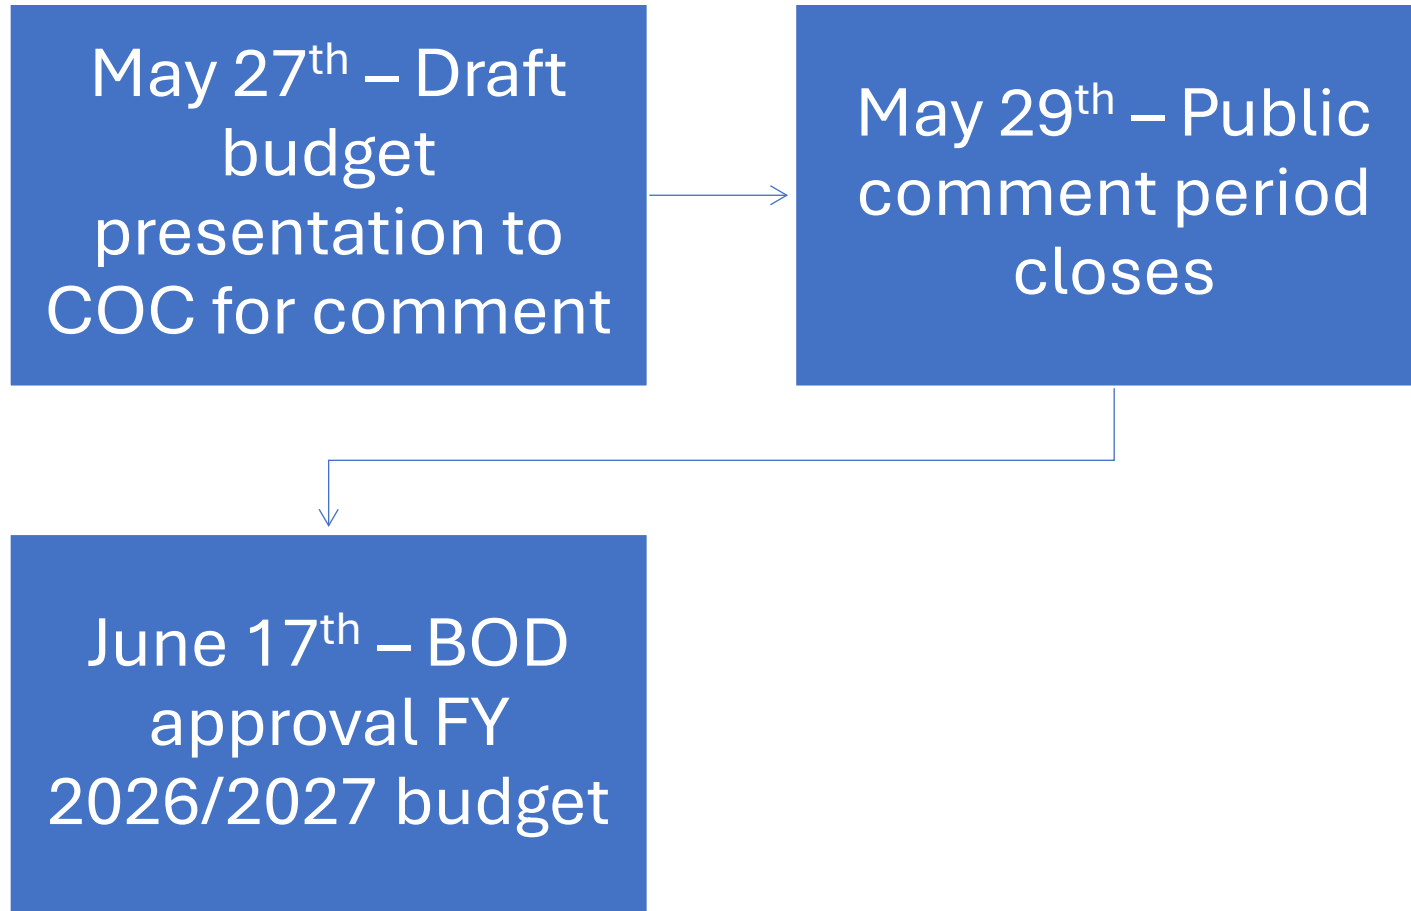 May 27th – Draft
budget
presentation to
COC for comment
May 29th – Public
comment period
closes
June 17th – BOD
approval FY
2026/2027 budget